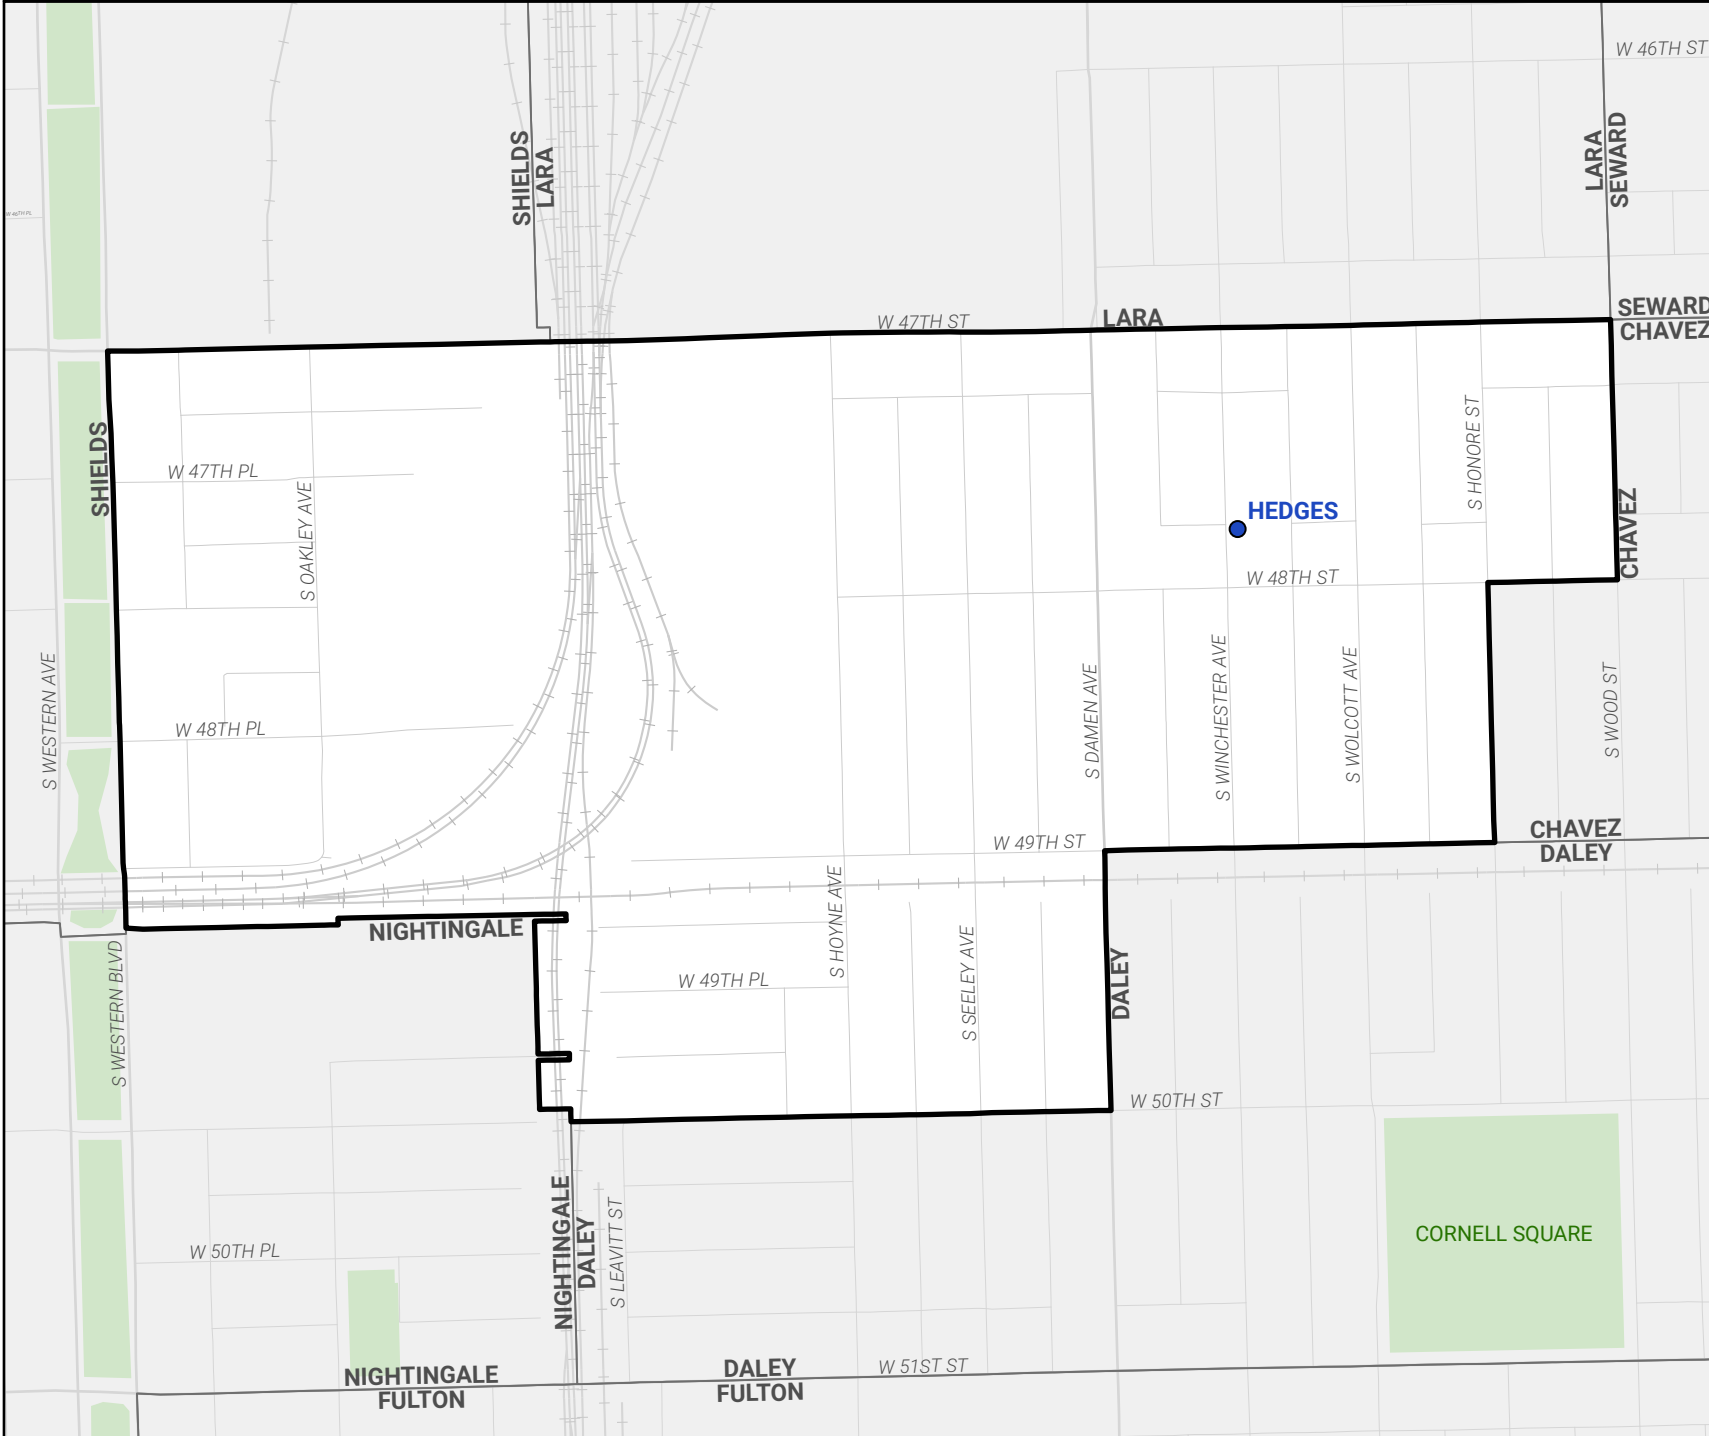 W 46TH ST
SHIELDS
LARA
LARA
SEWARD
W 46TH PL
W 47TH ST
LARA
SEWARD
CHAVEZ
SHIELDS
W 47TH PL
S OAKLEY AVE
S HONORE ST
HEDGES
CHAVEZ
W 48TH ST
S WESTERN AVE
W 48TH PL
S DAMEN AVE
S WINCHESTER AVE
S WOLCOTT AVE
S WOOD ST
W 49TH ST
CHAVEZ
DALEY
NIGHTINGALE
S HOYNE AVE
S SEELEY AVE
DALEY
W 49TH PL
S WESTERN BLVD
W 50TH ST
NIGHTINGALE
DALEY
S LEAVITT ST
W 50TH PL
CORNELL SQUARE
NIGHTINGALE
FULTON
DALEY
FULTON
W 51ST ST